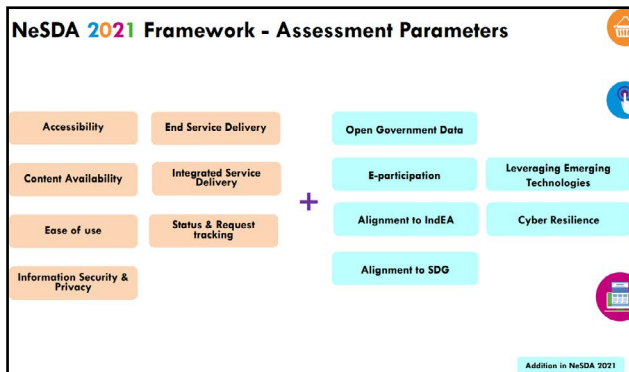 NeSDA 2021 Framework - Assessment Parameters
Accessibility
End Service Delivery
Content Availability
Integrated Service
Delivery
Ease of use
Status & Request
tracking
Information Security &
Privacy
+
Open Government Data
E-participation
Leveraging Emerging
Technologies
Alignment to IndEA
Cyber Resilience
Alignment to SDG
Addition in NeSDA 2021